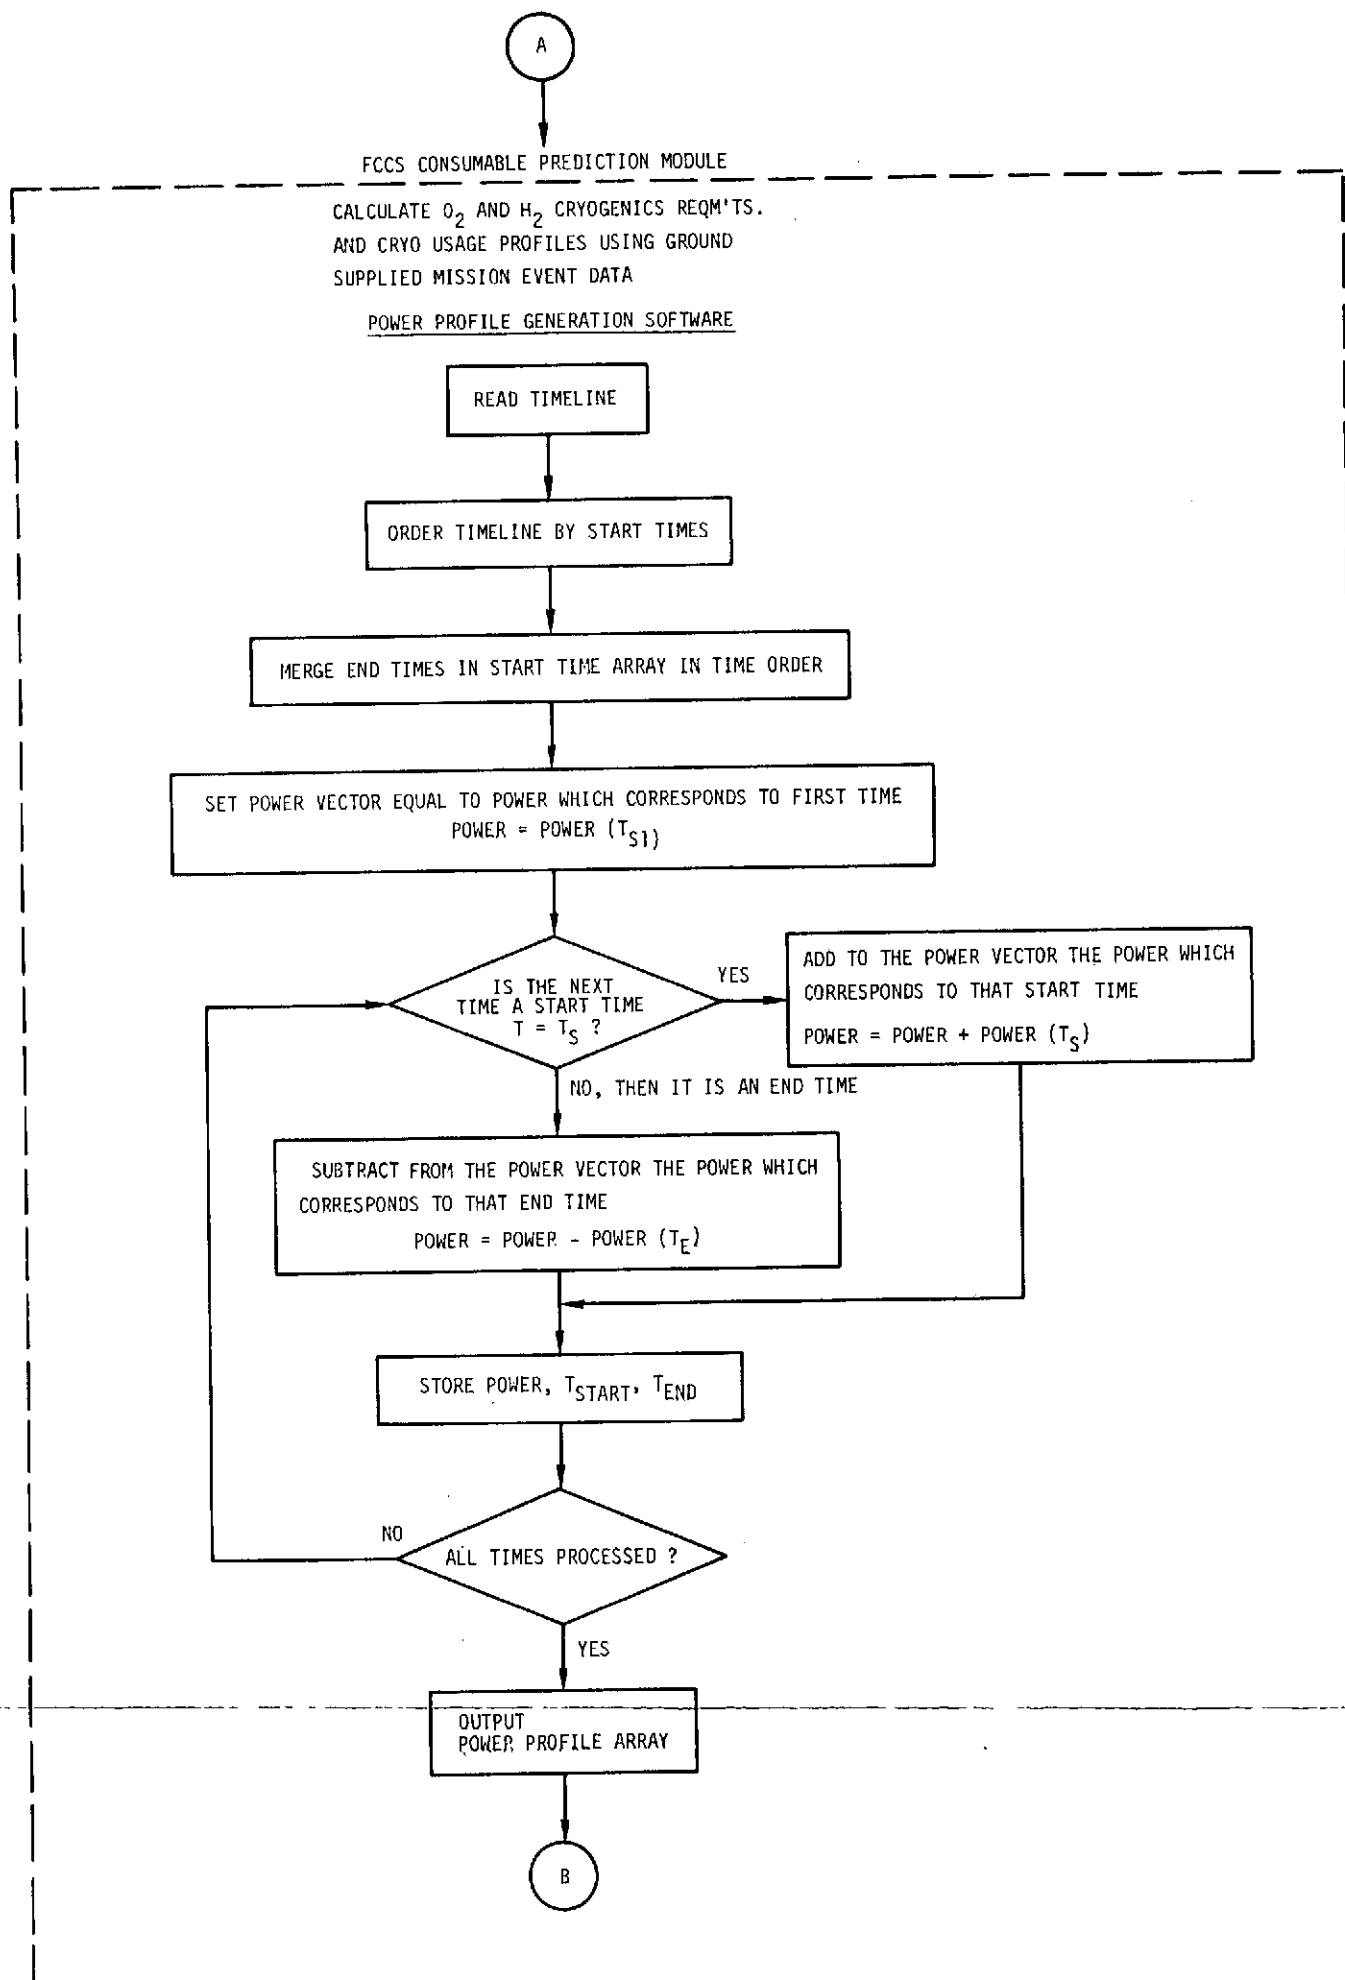 A
FCCS CONSUMABLE PREDICTION MODULE
CALCULATE O2 AND H2 CRYOGENICS REQM'TS.
AND CRYO USAGE PROFILES USING GROUND
SUPPLIED MISSION EVENT DATA
POWER PROFILE GENERATION SOFTWARE
READ TIMELINE
ORDER TIMELINE BY START TIMES
MERGE END TIMES IN START TIME ARRAY IN TIME ORDER
SET POWER VECTOR EQUAL TO POWER WHICH CORRESPONDS TO FIRST TIME
POWER = POWER (TS1)
IS THE NEXT
TIME A START TIME
T = TS ?
YES
ADD TO THE POWER VECTOR THE POWER WHICH
CORRESPONDS TO THAT START TIME
POWER = POWER + POWER (TS)
NO, THEN IT IS AN END TIME
SUBTRACT FROM THE POWER VECTOR THE POWER WHICH
CORRESPONDS TO THAT END TIME
POWER = POWER - POWER (TE)
STORE POWER, TSTART, TEND
NO
ALL TIMES PROCESSED ?
YES
OUTPUT
POWER PROFILE ARRAY
B